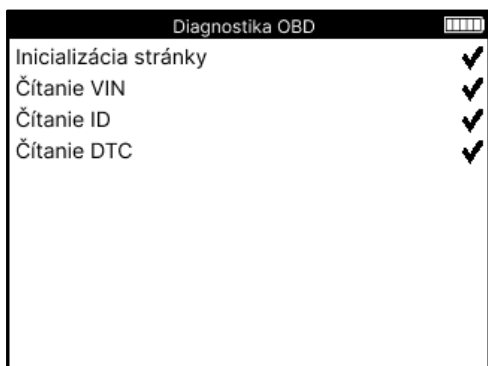 Diagnostika OBD
Inicializácia stránky
Čítanie VIN
Čítanie ID
Čítanie DTC